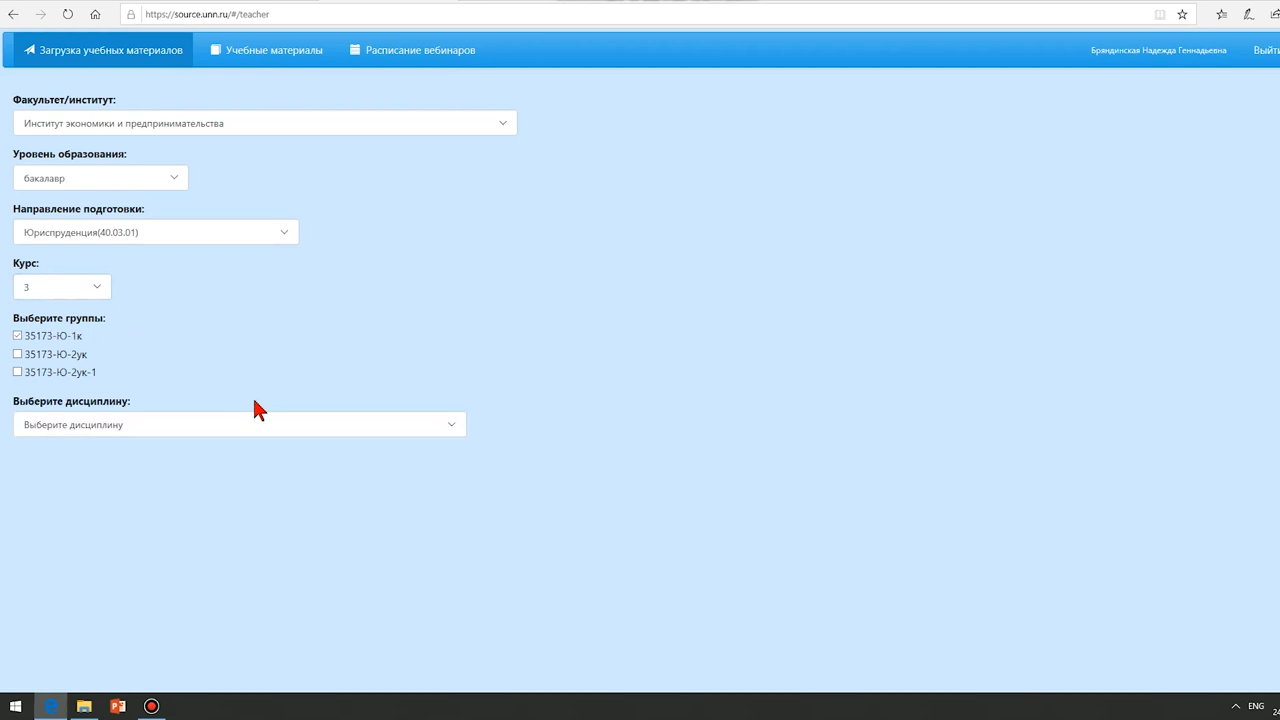 https://source.unn.ru/#/teacher
Загрузка учебных материалов
Учебные материалы
Расписание вебинаров
Бряндинская Надежда Геннадьевна
Факультет/институт:
Институт экономики и предпринимательства
Уровень образования:
бакалавр
Направление подготовки:
Юриспруденция(40.03.01)
Курс:
3
Выберите группы:
35173-Ю-1к
35173-Ю-2ук
35173-Ю-2ук-1
Выберите дисциплину:
Выберите дисциплину
ENG